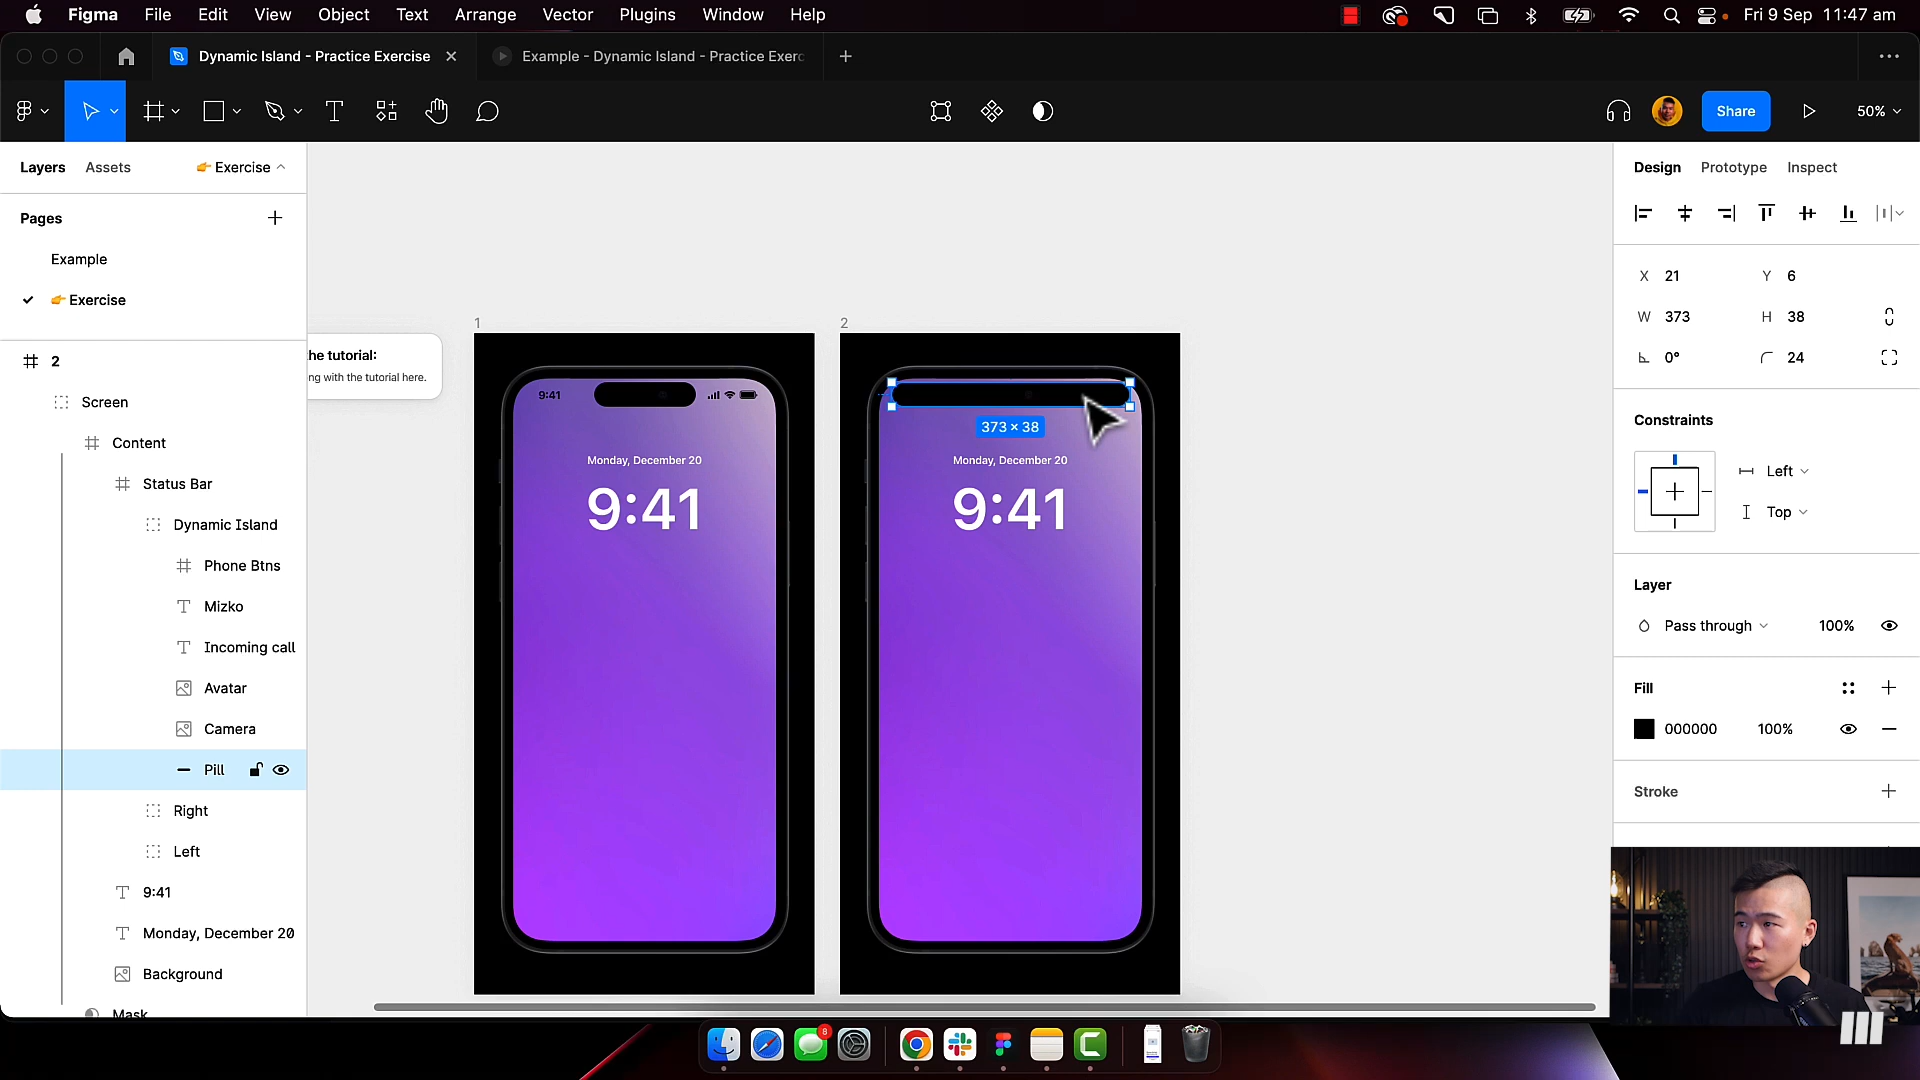 Figma File Edit View Object Text Arrange Vector Plugins Window Help Fri 9 Sep 11:47 am
Dynamic Island - Practice Exercise Example - Dynamic Island - Practice Exerc
Share 50%
Layers Assets 👉 Exercise
Pages
Example
👉 Exercise
2
Screen
Content
Status Bar
Dynamic Island
Phone Btns
Mizko
Incoming call
Avatar
Camera
Pill
Right
Left
9:41
Monday, December 20
Background
Mask
he tutorial:
ng with the tutorial here.
1
9:41
Monday, December 20
9:41
2
373 × 38
Monday, December 20
9:41
Design Prototype Inspect
X 21 Y 6
W 373 H 38
0° 24
Constraints
Left
Top
Layer
Pass through 100%
Fill
000000 100%
Stroke
8